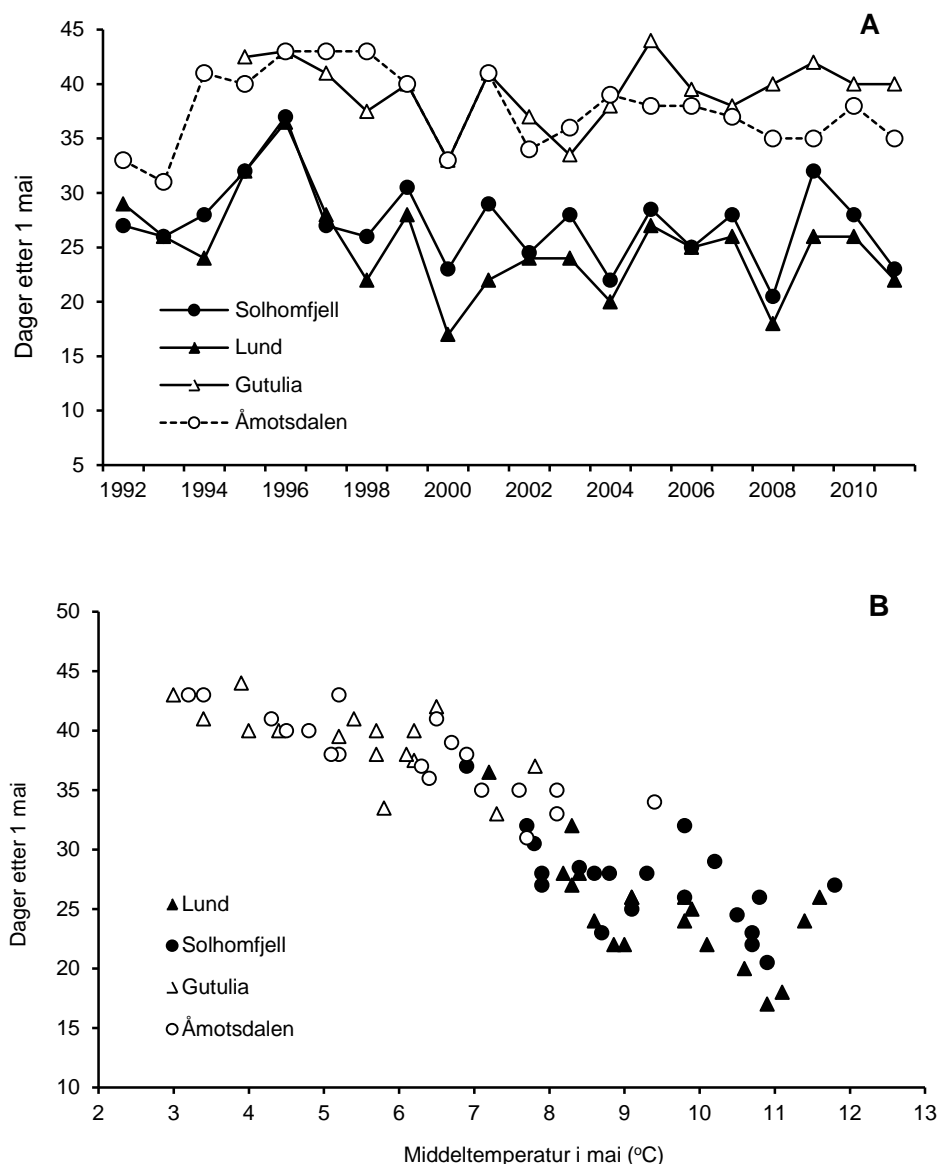 A
45
40
35
30
25
20
15
10
5
Dager etter 1 mai
Solhomfjell
Lund
Gutulia
Åmotsdalen
1992 1994 1996 1998 2000 2002 2004 2006 2008 2010
B
50
45
40
35
30
25
20
15
10
Dager etter 1 mai
Lund
Solhomfjell
Gutulia
Åmotsdalen
2 3 4 5 6 7 8 9 10 11 12 13
Middeltemperatur i mai (ºC)